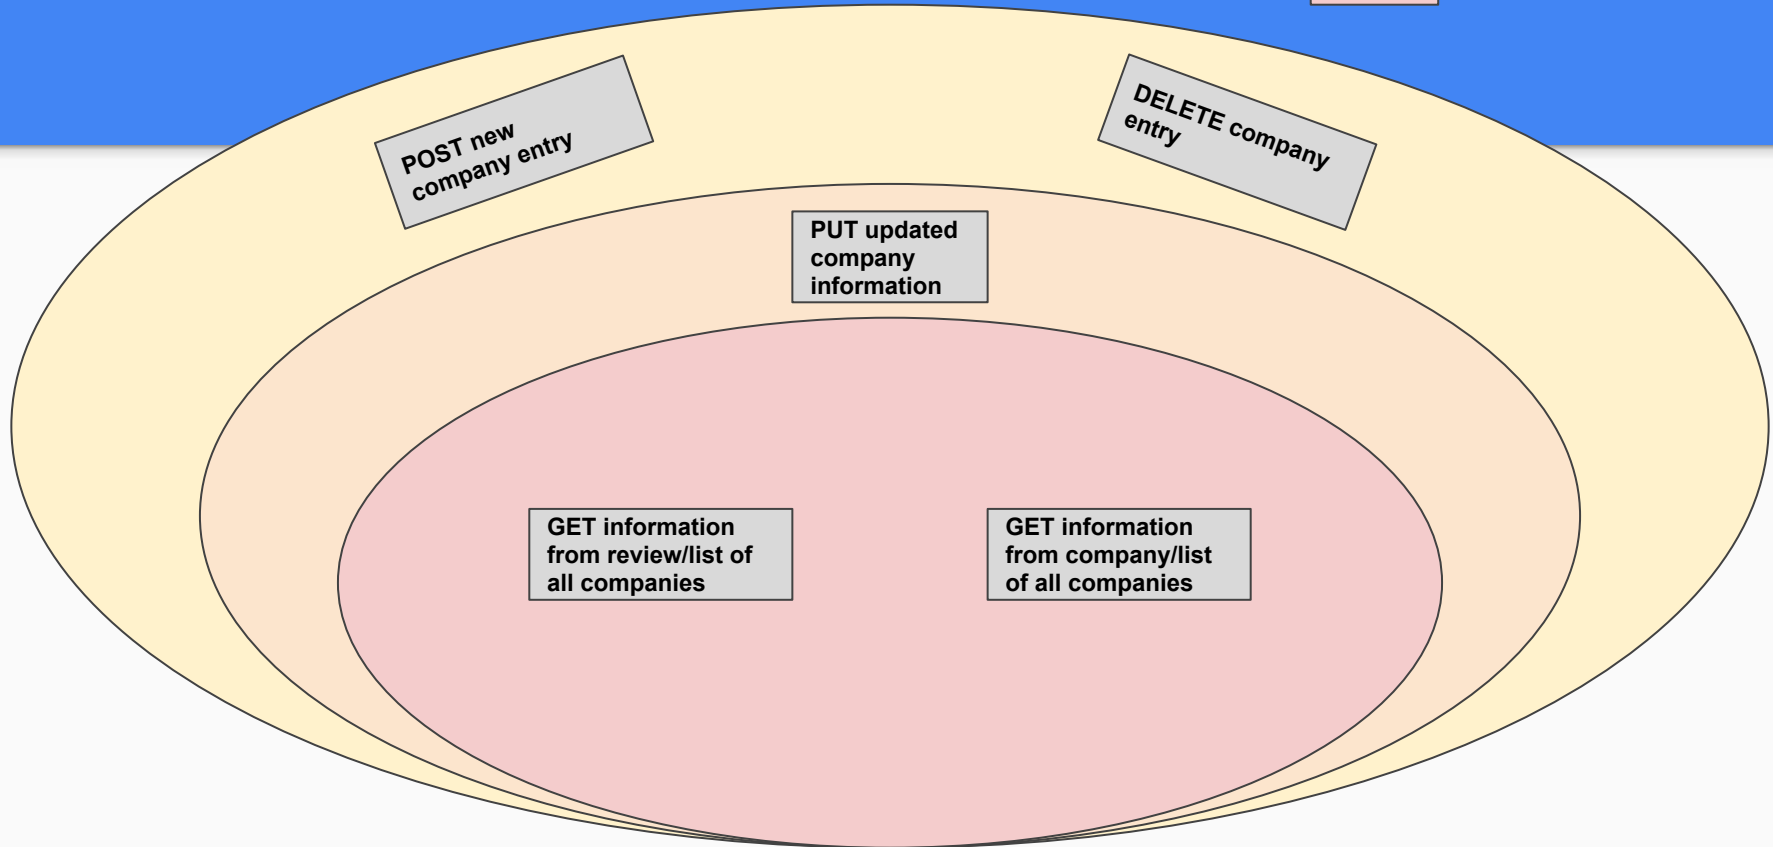 POST new
company entry
DELETE company
entry
PUT updated
company
information
GET information
from review/list of
all companies
GET information
from company/list
of all companies